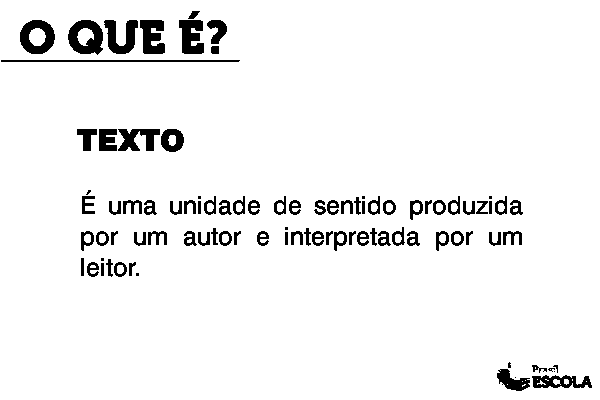 O QUE É?
TEXTO
É uma unidade de sentido produzida
por um autor e interpretada por um
leitor.
Brasil
ESCOLA